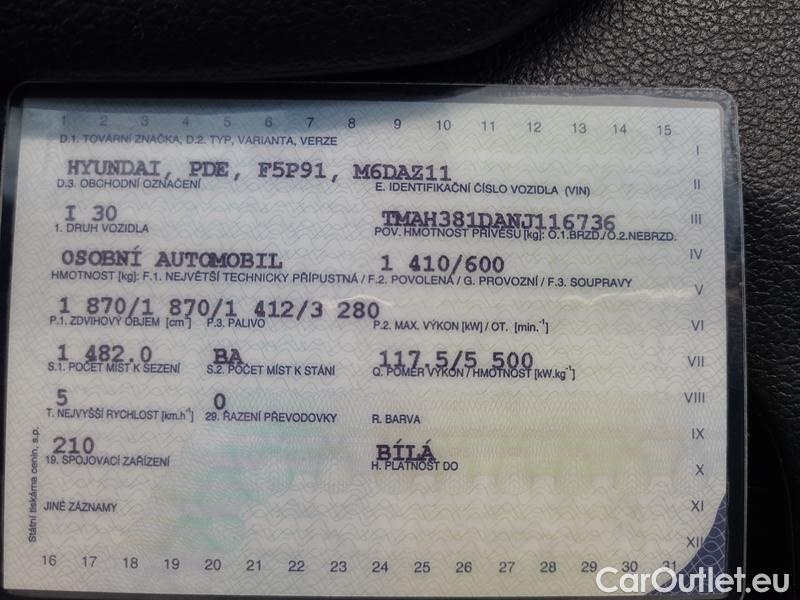 1 2 3 4 5 6 7 8 9 10 11 12 13 14 15
D.1. TOVÁRNÍ ZNAČKA, D.2. TYP, VARIANTA, VERZE
I
HYUNDAI, PDE, F5P91, M6DAZ11
D.3. OBCHODNÍ OZNAČENÍ E. IDENTIFIKAČNÍ ČÍSLO VOZIDLA (VIN) II
I 30 TMAH381DANJ116736 III
1. DRUH VOZIDLA POV. HMOTNOST PŘÍVĚSU [kg]: O.1.BRZD./O.2.NEBRZD.
OSOBNÍ AUTOMOBIL 1 410/600 IV
HMOTNOST [kg]: F.1. NEJVĚTŠÍ TECHNICKY PŘÍPUSTNÁ / F.2. POVOLENÁ / G. PROVOZNÍ / F.3. SOUPRAVY
V
1 870/1 870/1 412/3 280
P.1. ZDVIHOVÝ OBJEM [cm³] P.3. PALIVO P.2. MAX. VÝKON [kW] / OT. [min.⁻¹] VI
1 482.0 BA 117.5/5 500 VII
S.1. POČET MÍST K SEZENÍ S.2. POČET MÍST K STÁNÍ Q. POMĚR VÝKON / HMOTNOST [kW.kg⁻¹]
5 0 VIII
T. NEJVYŠŠÍ RYCHLOST [km.h⁻¹] 29. ŘAZENÍ PŘEVODOVKY R. BARVA
IX
210 BÍLÁ
19. SPOJOVACÍ ZAŘÍZENÍ H. PLATNOST DO X
JINÉ ZÁZNAMY XI
XII
Státní tiskárna cenin, s.p.
16 17 18 19 20 21 22 23 24 25 26 27 28 29 30 31
CarOutlet.eu